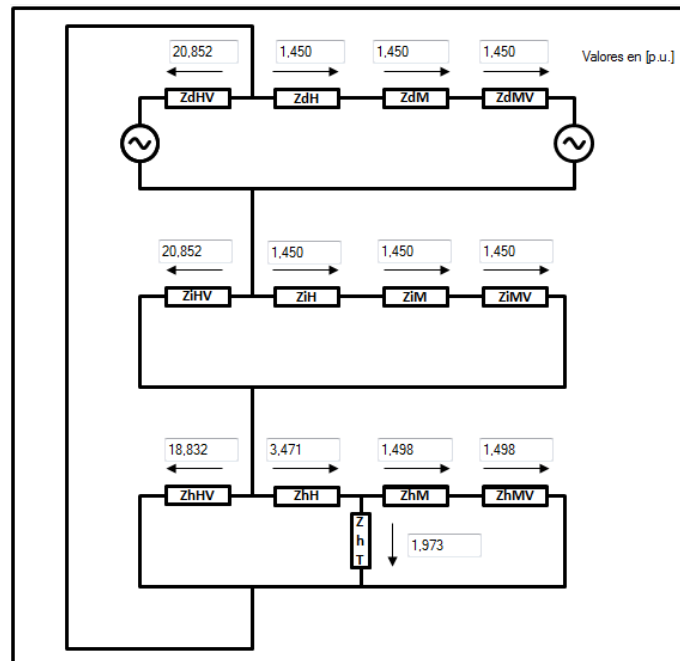 20,852 1,450 1,450 1,450 Valores en [p.u.]
ZdHV ZdH ZdM ZdMV
20,852 1,450 1,450 1,450
ZiHV ZiH ZiM ZiMV
18,832 3,471 1,498 1,498
ZhHV ZhH ZhM ZhMV
ZhT 1,973